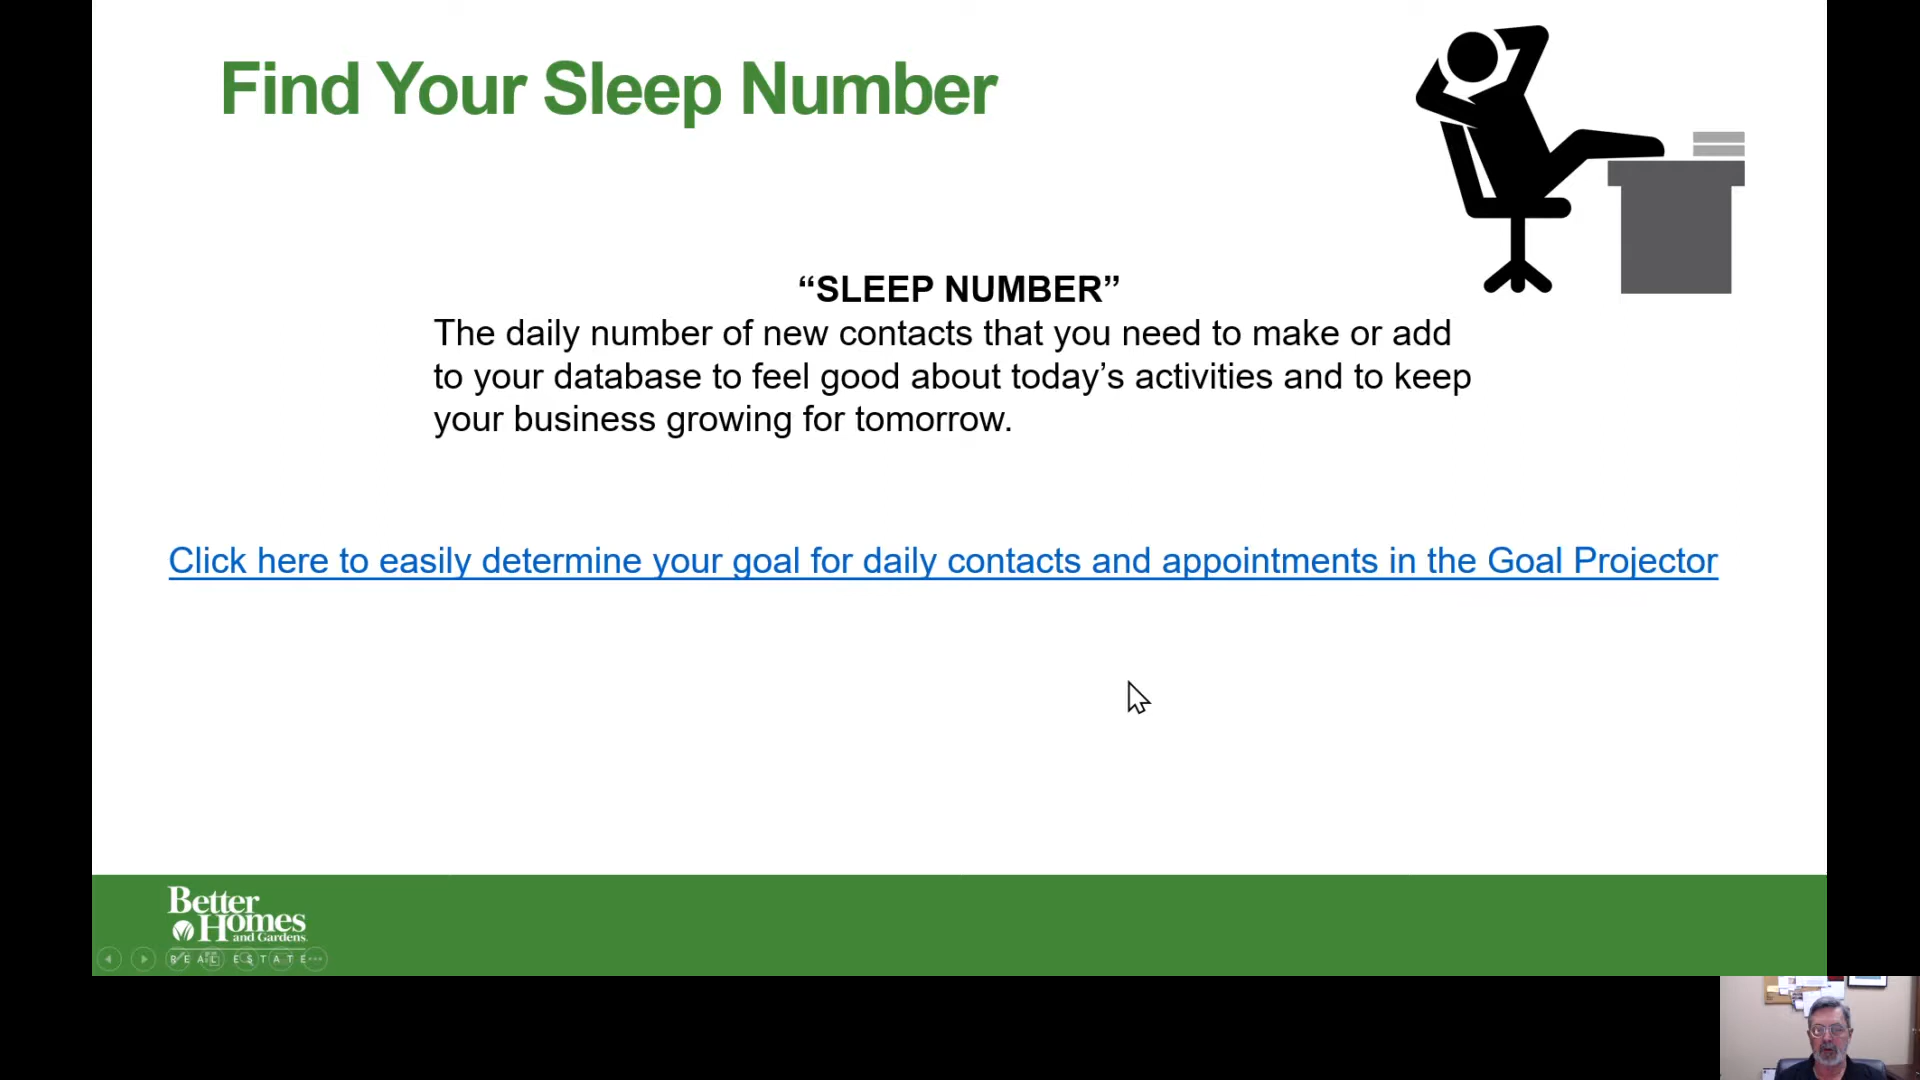 Find Your Sleep Number
“SLEEP NUMBER”
The daily number of new contacts that you need to make or add
to your database to feel good about today’s activities and to keep
your business growing for tomorrow.
Click here to easily determine your goal for daily contacts and appointments in the Goal Projector
Better
Homes
and Gardens
REAL ESTATE